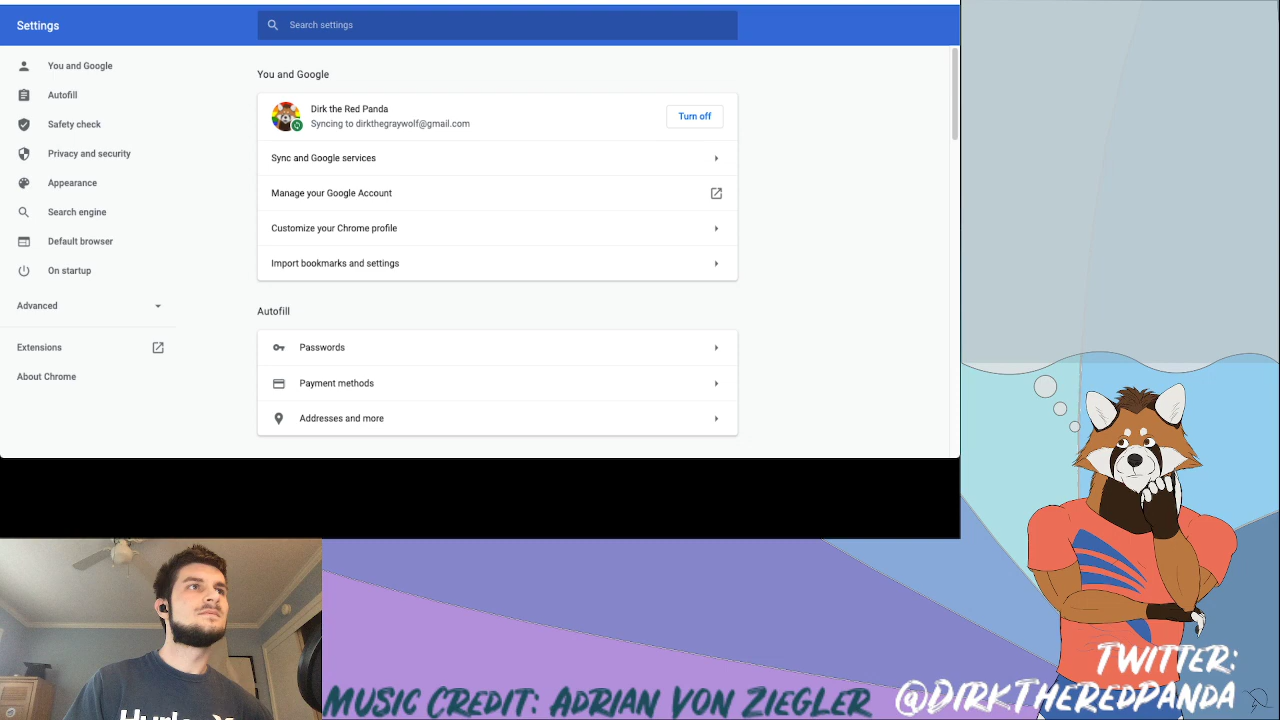 Settings
Search settings
You and Google
Autofill
Safety check
Privacy and security
Appearance
Search engine
Default browser
On startup
Advanced
Extensions
About Chrome
You and Google
Dirk the Red Panda
Syncing to dirkthegraywolf@gmail.com
Turn off
Sync and Google services
Manage your Google Account
Customize your Chrome profile
Import bookmarks and settings
Autofill
Passwords
Payment methods
Addresses and more
Twitter:
@DirkTheRedPanda
Music Credit: Adrian Von Ziegler